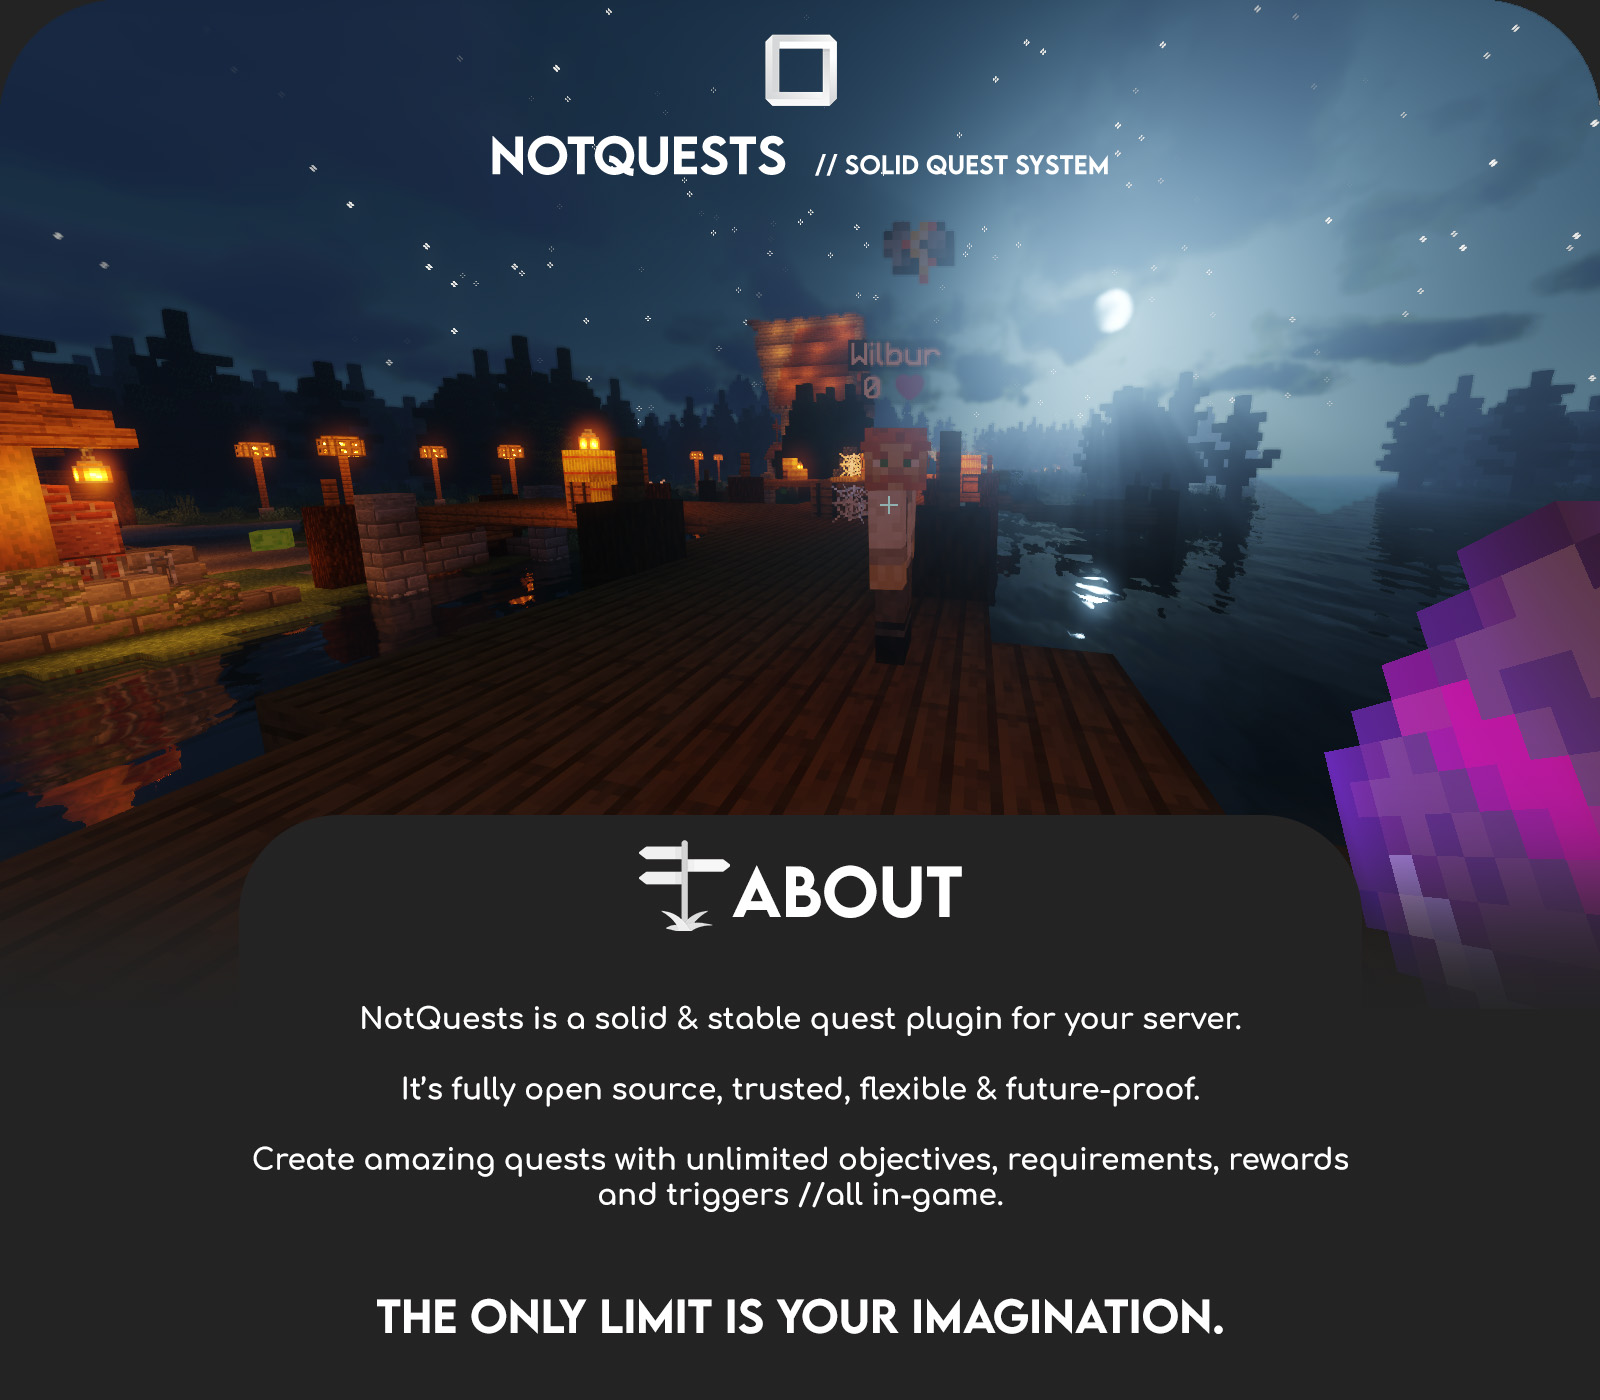 NOTQUESTS // SOLID QUEST SYSTEM
Wilbur
0
ABOUT
NotQuests is a solid & stable quest plugin for your server.
It’s fully open source, trusted, flexible & future-proof.
Create amazing quests with unlimited objectives, requirements, rewards
and triggers //all in-game.
THE ONLY LIMIT IS YOUR IMAGINATION.